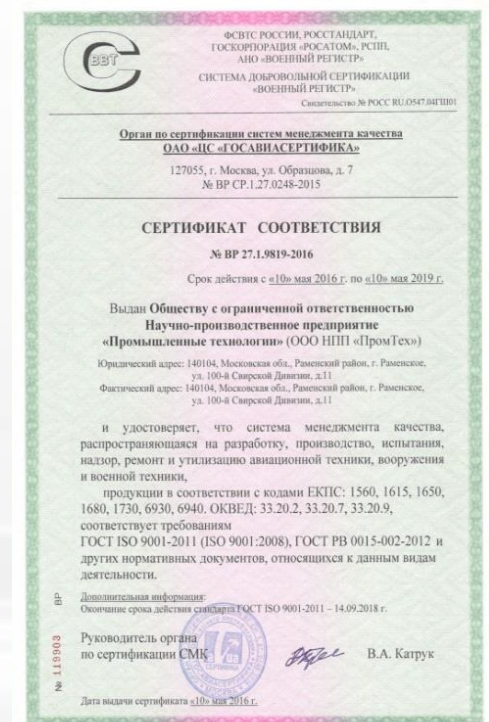 ВВТ
ФСВТС РОССИИ, РОССТАНДАРТ,
ГОСКОРПОРАЦИЯ «РОСАТОМ», РСПП,
АНО «ВОЕННЫЙ РЕГИСТР»
СИСТЕМА ДОБРОВОЛЬНОЙ СЕРТИФИКАЦИИ
«ВОЕННЫЙ РЕГИСТР»
Свидетельство № РОСС RU.О547.04ГШ01
Орган по сертификации систем менеджмента качества
ОАО «ЦС «ГОСАВИАСЕРТИФИКА»
127055, г. Москва, ул. Образцова, д. 7
№ ВР СР.1.27.0248-2015
СЕРТИФИКАТ СООТВЕТСТВИЯ
№ ВР 27.1.9819-2016
Срок действия с «10» мая 2016 г. по «10» мая 2019 г.
Выдан Обществу с ограниченной ответственностью
Научно-производственное предприятие
«Промышленные технологии» (ООО НПП «ПромТех»)
Юридический адрес: 140104, Московская обл., Раменский район, г. Раменское,
ул. 100-й Свирской Дивизии, д.11
Фактический адрес: 140104, Московская обл., Раменский район, г. Раменское,
ул. 100-й Свирской Дивизии, д.11
и удостоверяет, что система менеджмента качества,
распространяющаяся на разработку, производство, испытания,
надзор, ремонт и утилизацию авиационной техники, вооружения
и военной техники,
продукции в соответствии с кодами ЕКПС: 1560, 1615, 1650,
1680, 1730, 6930, 6940. ОКВЕД: 33.20.2, 33.20.7, 33.20.9,
соответствует требованиям
ГОСТ ISO 9001-2011 (ISO 9001:2008), ГОСТ РВ 0015-002-2012 и
других нормативных документов, относящихся к данным видам
деятельности.
Дополнительная информация:
Окончание срока действия стандарта ГОСТ ISO 9001-2011 – 14.09.2018 г.
Руководитель органа
по сертификации СМК В.А. Катрук
Дата выдачи сертификата «10» мая 2016 г.
№ 119903 ВР